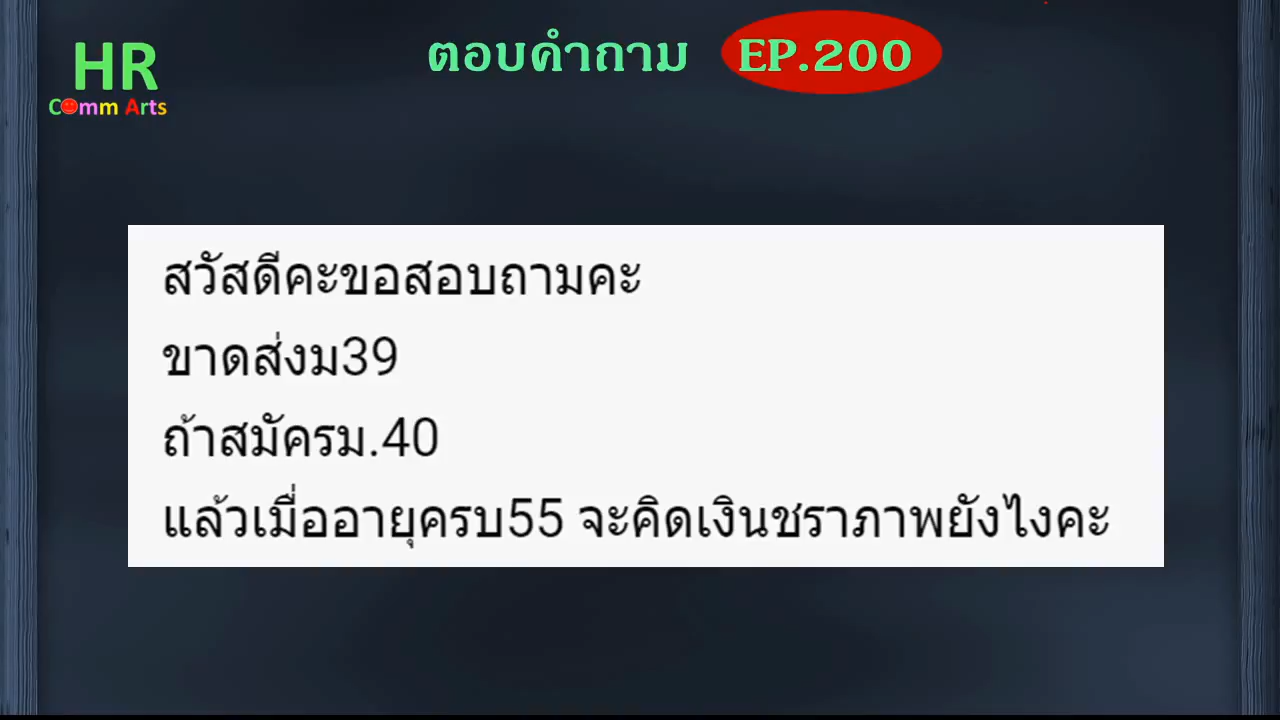 HR
Comm Arts
ตอบคำถาม EP.200
สวัสดีคะขอสอบถามคะ
ขาดส่งม39
ถ้าสมัครม.40
แล้วเมื่ออายุครบ55 จะคิดเงินชราภาพยังไงคะ